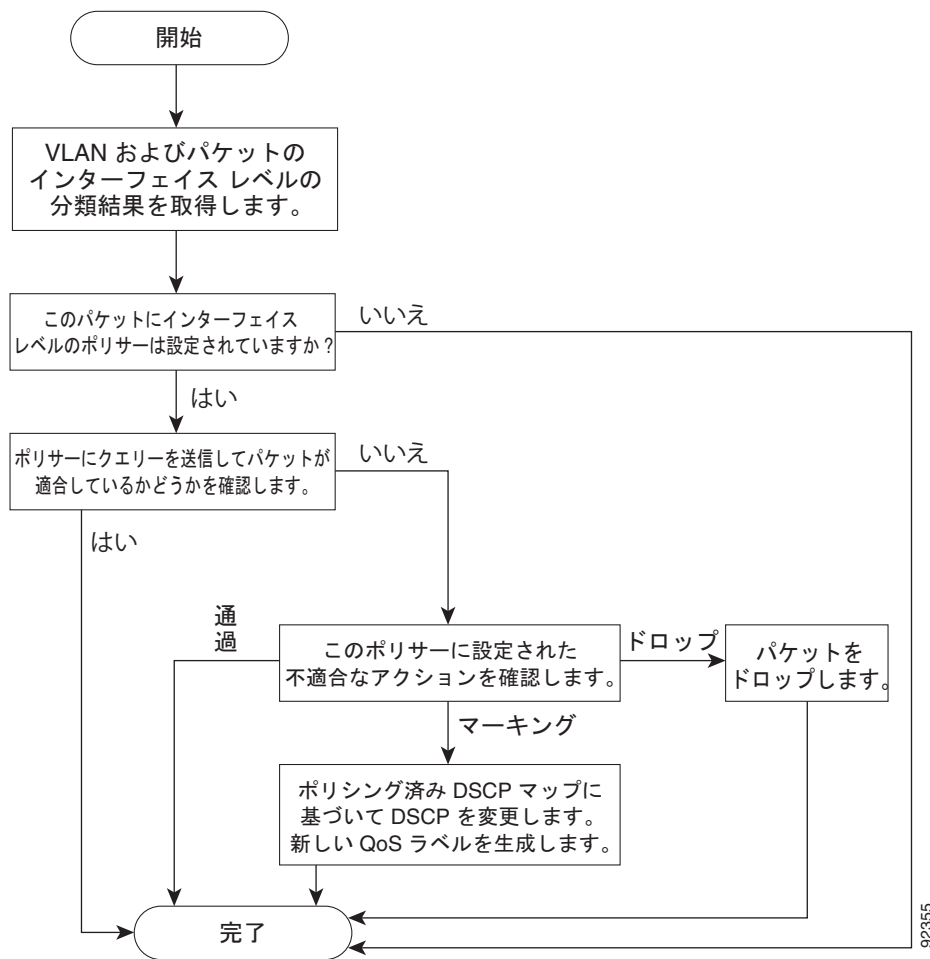 開始
VLAN およびパケットの
インターフェイス レベルの
分類結果を取得します。
このパケットにインターフェイス
レベルのポリサーは設定されていますか?
いいえ
はい
ポリサーにクエリーを送信してパケットが
適合しているかどうかを確認します。
いいえ
はい
通
過
このポリサーに設定された
不適合なアクションを確認します。
ドロップ
パケットを
ドロップします。
マーキング
ポリシング済み DSCP マップに
基づいて DSCP を変更します。
新しい QoS ラベルを生成します。
完了
92355